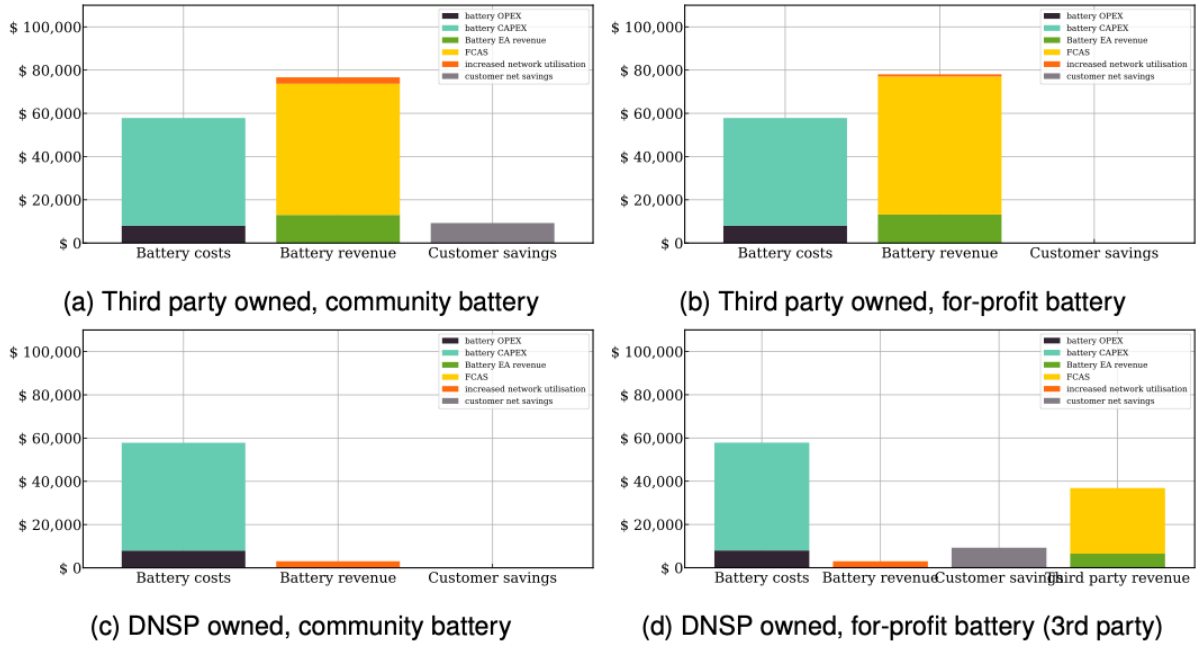 $ 100,000
$ 80,000
$ 60,000
$ 40,000
$ 20,000
$ 0
battery OPEX
battery CAPEX
Battery EA revenue
FCAS
increased network utilisation
customer net savings
Battery costs Battery revenue Customer savings
(a) Third party owned, community battery
$ 100,000
$ 80,000
$ 60,000
$ 40,000
$ 20,000
$ 0
battery OPEX
battery CAPEX
Battery EA revenue
FCAS
increased network utilisation
customer net savings
Battery costs Battery revenue Customer savings
(b) Third party owned, for-profit battery
$ 100,000
$ 80,000
$ 60,000
$ 40,000
$ 20,000
$ 0
battery OPEX
battery CAPEX
Battery EA revenue
FCAS
increased network utilisation
customer net savings
Battery costs Battery revenue Customer savings
(c) DNSP owned, community battery
$ 100,000
$ 80,000
$ 60,000
$ 40,000
$ 20,000
$ 0
battery OPEX
battery CAPEX
Battery EA revenue
FCAS
increased network utilisation
customer net savings
Battery costs Battery revenue Customer savings Third party revenue
(d) DNSP owned, for-profit battery (3rd party)